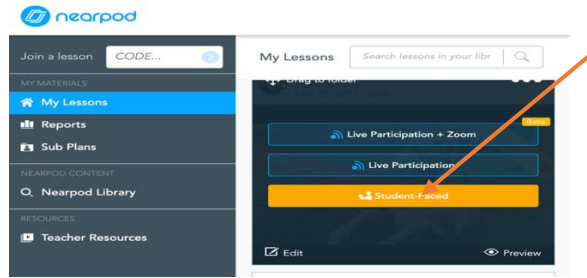 nearpod
Join a lesson CODE...
My Lessons Search lessons in your libr
MY MATERIALS
My Lessons
Reports
Sub Plans
NEARPOD CONTENT
Nearpod Library
RESOURCES
Teacher Resources
Drag to folder
Beta
Live Participation + Zoom
Live Participation
Student-Paced
Edit Preview